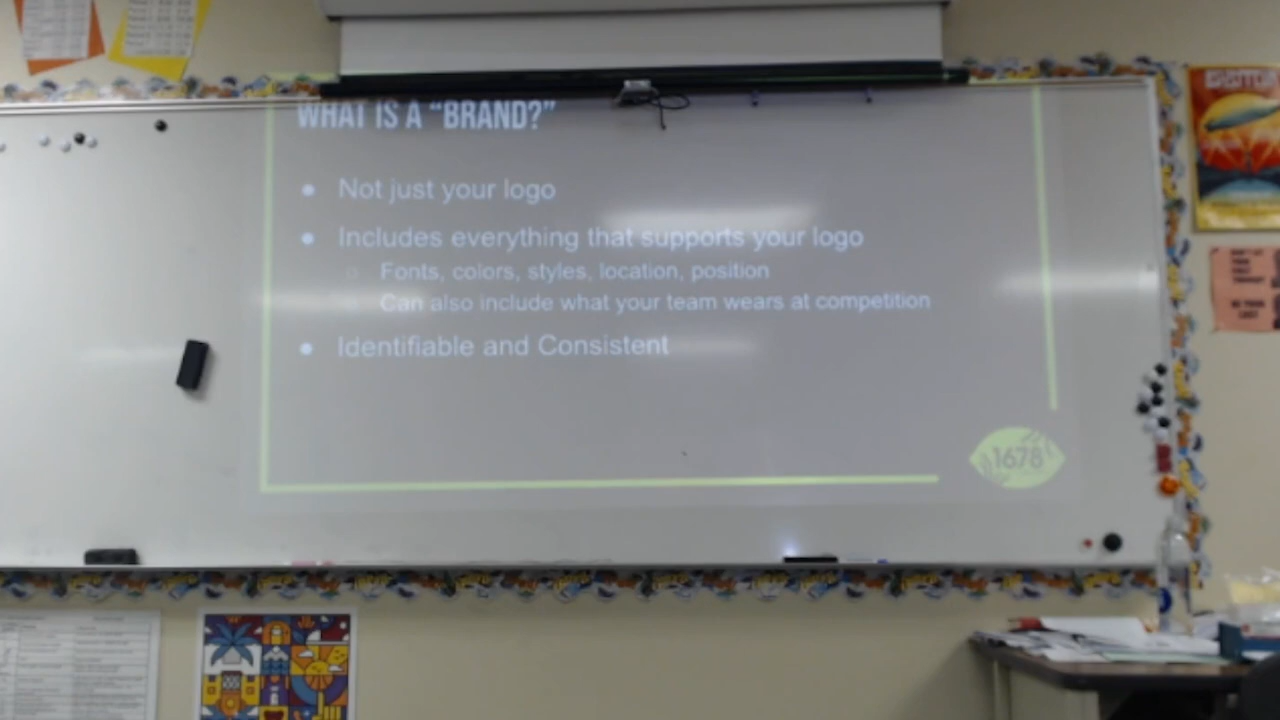 WHAT IS A “BRAND?”
● Not just your logo
● Includes everything that supports your logo
○ Fonts, colors, styles, location, position
○ Can also include what your team wears at competition
● Identifiable and Consistent
1678